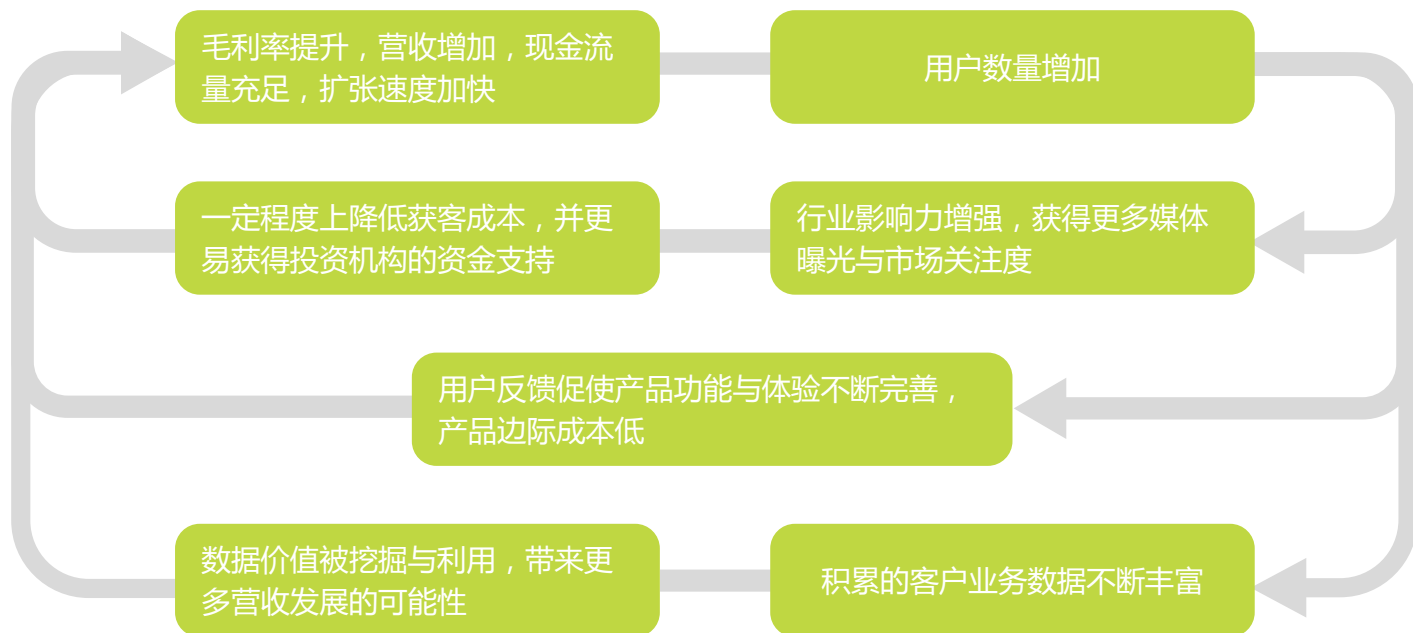 毛利率提升，营收增加，现金流
量充足，扩张速度加快
用户数量增加
一定程度上降低获客成本，并更
易获得投资机构的资金支持
行业影响力增强，获得更多媒体
曝光与市场关注度
用户反馈促使产品功能与体验不断完善，
产品边际成本低
数据价值被挖掘与利用，带来更
多营收发展的可能性
积累的客户业务数据不断丰富